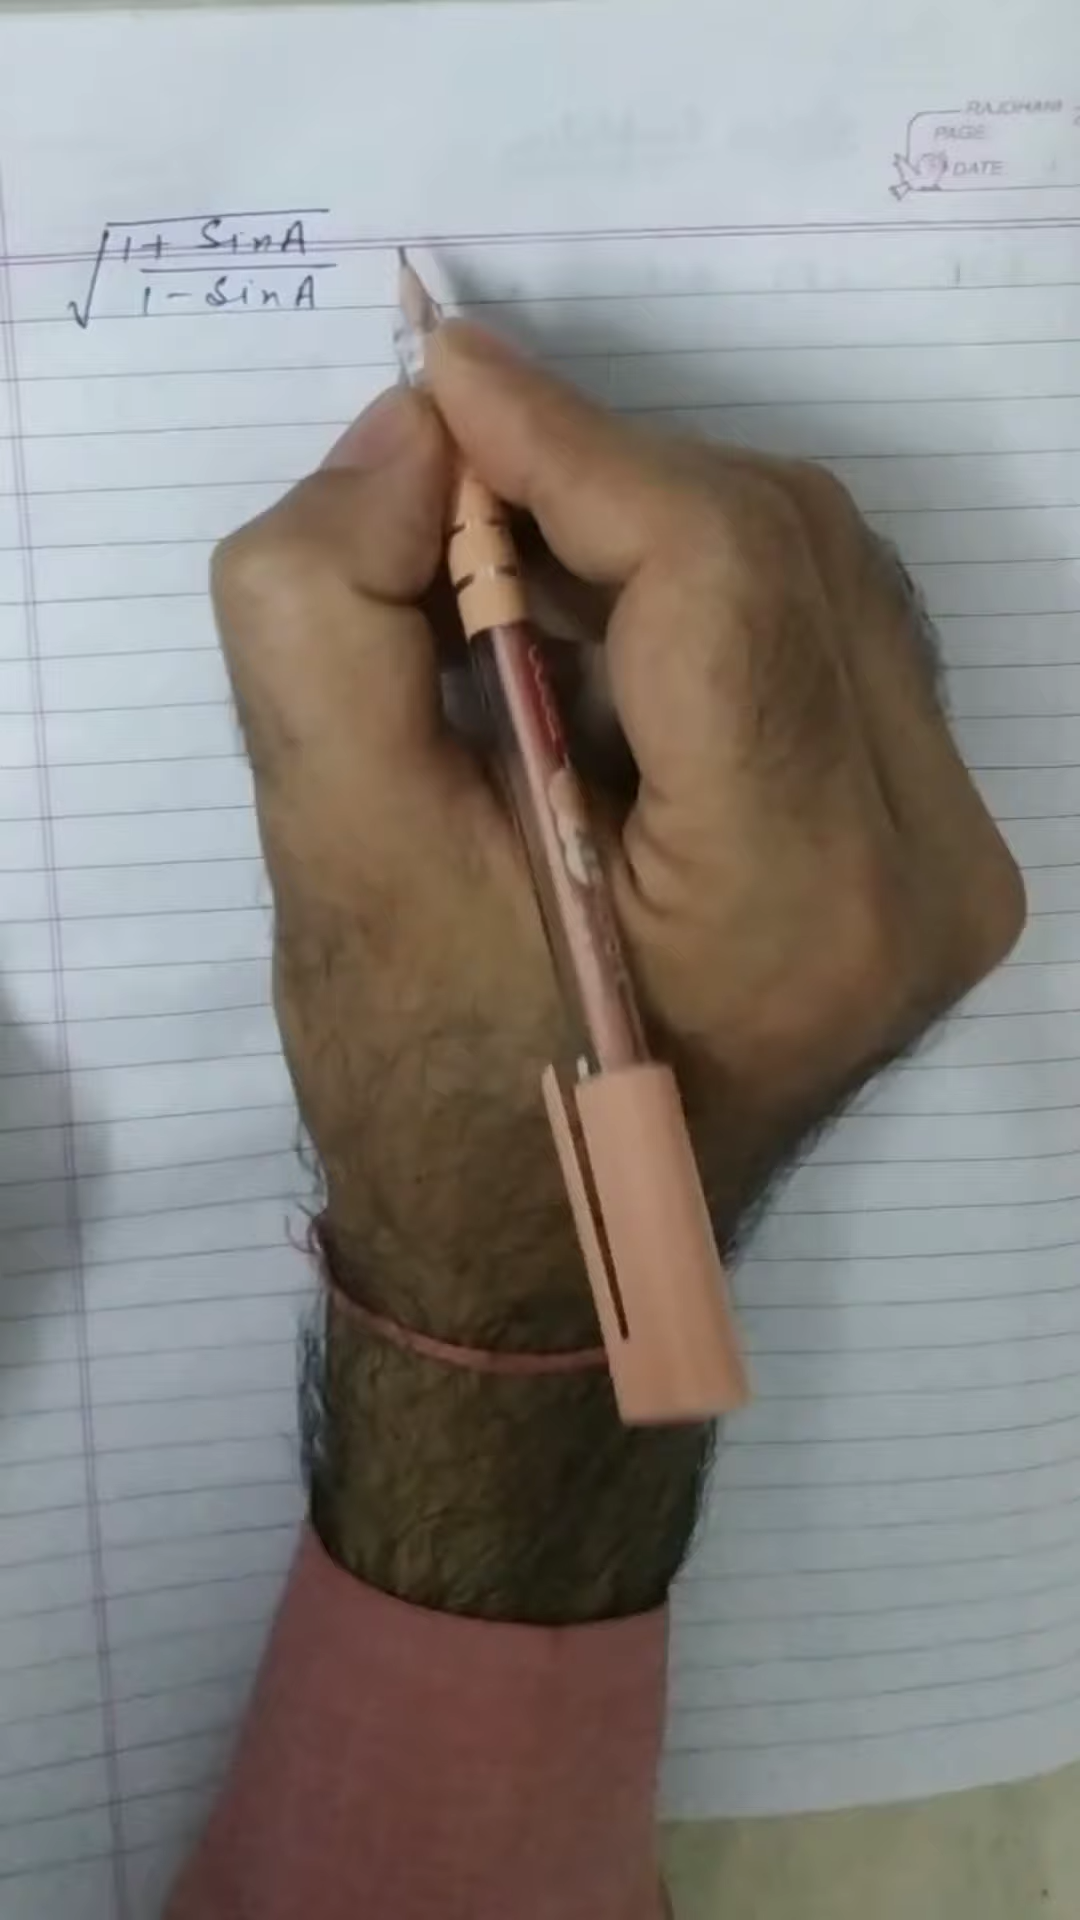 RAJDHANI
PAGE
DATE
√(1 + SinA
1 - SinA)